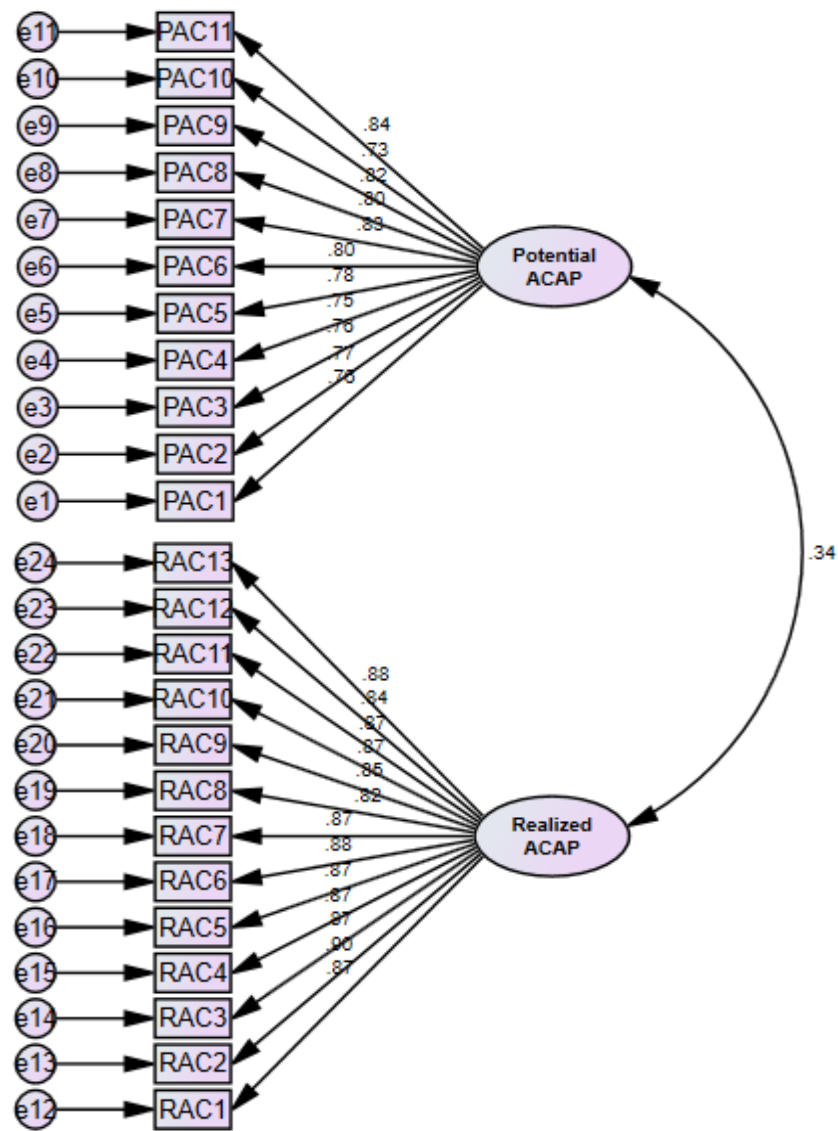 e11 PAC11
e10 PAC10
e9 PAC9
e8 PAC8
e7 PAC7
e6 PAC6
e5 PAC5
e4 PAC4
e3 PAC3
e2 PAC2
e1 PAC1
.84
.73
.82
.80
.89
.80
.78
.75
.76
.77
Potential
ACAP
.34
e24 RAC13
e23 RAC12
e22 RAC11
e21 RAC10
e20 RAC9
e19 RAC8
e18 RAC7
e17 RAC6
e16 RAC5
e15 RAC4
e14 RAC3
e13 RAC2
e12 RAC1
.88
.84
.87
.87
.85
.82
.87
.88
.87
.87
.90
.87
Realized
ACAP